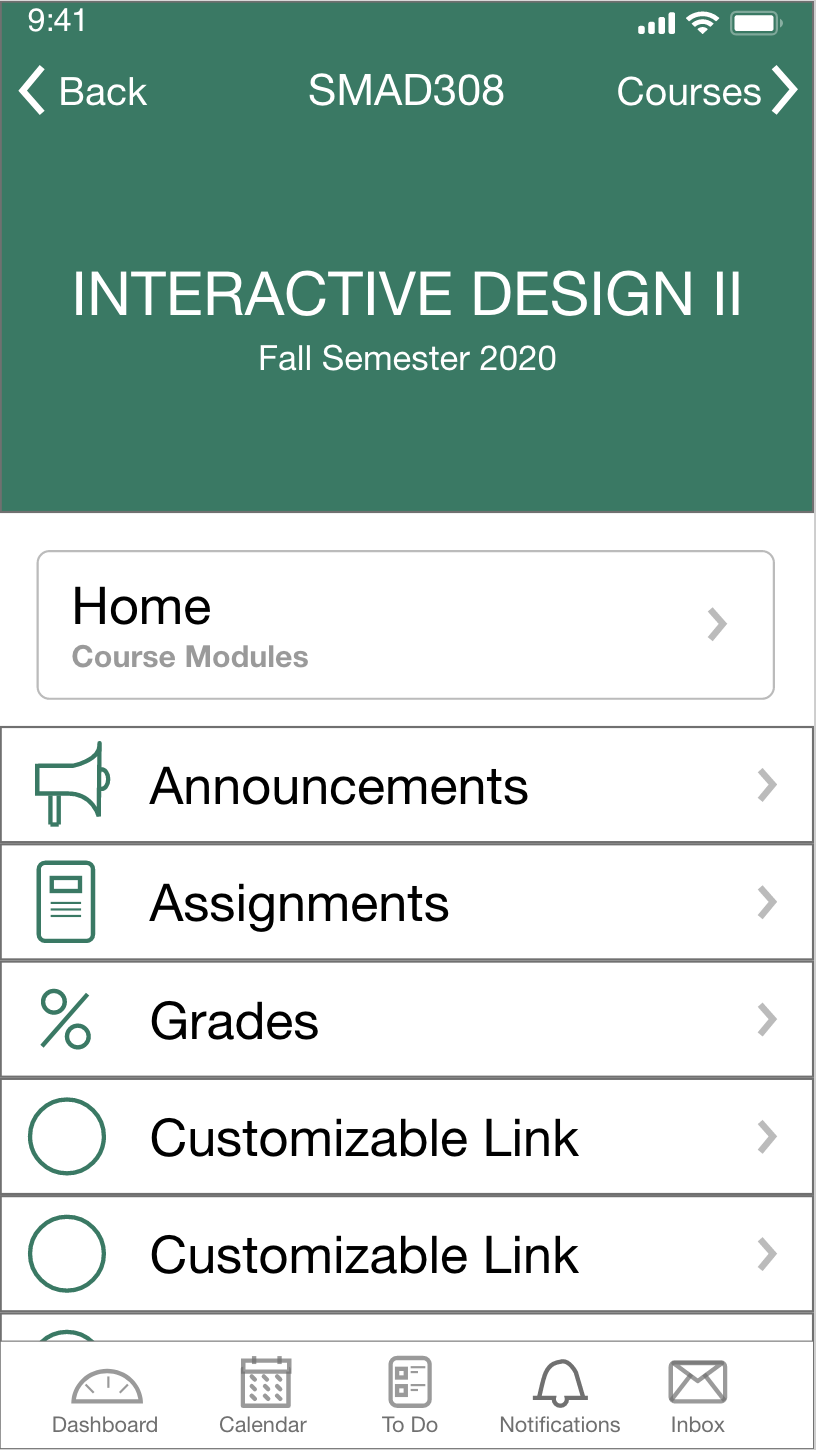 9:41
Back SMAD308 Courses
INTERACTIVE DESIGN II
Fall Semester 2020
Home
Course Modules
Announcements
Assignments
Grades
Customizable Link
Customizable Link
Dashboard Calendar To Do Notifications Inbox